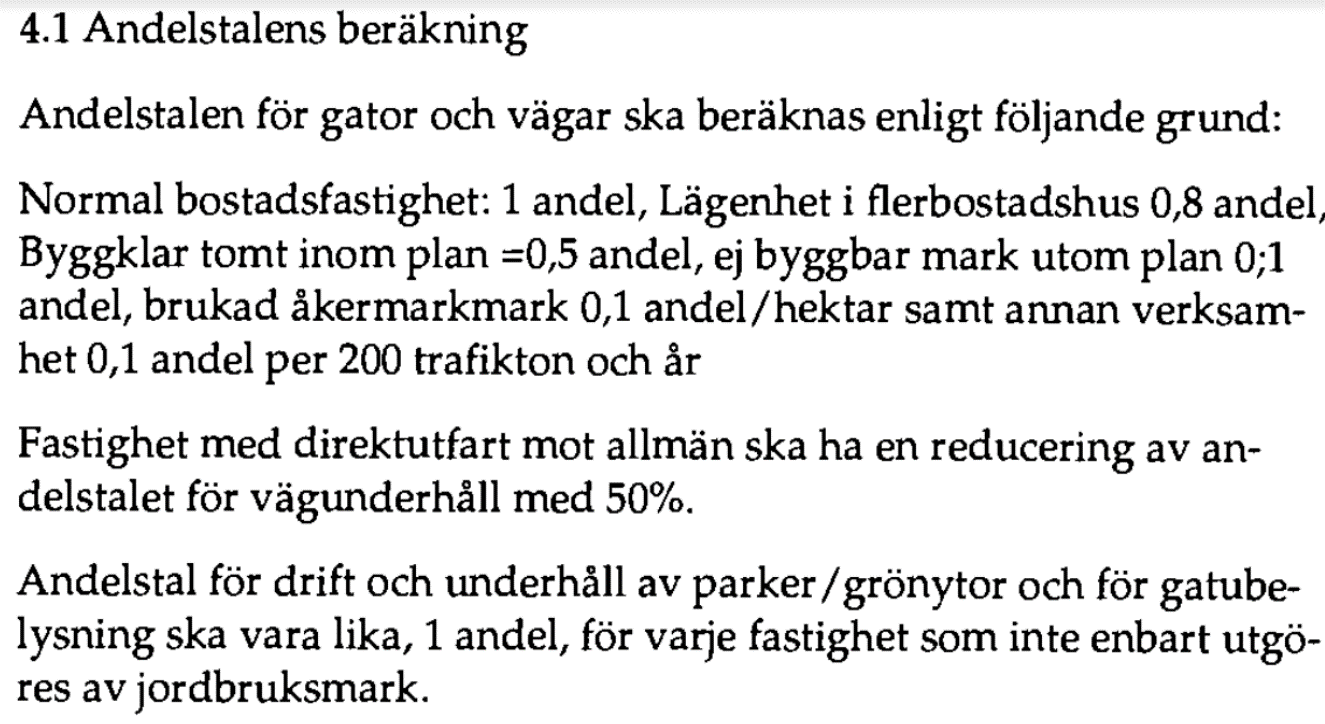 4.1 Andelstalens beräkning
Andelstalen för gator och vägar ska beräknas enligt följande grund:
Normal bostadsfastighet: 1 andel, Lägenhet i flerbostadshus 0,8 andel,
Byggklar tomt inom plan =0,5 andel, ej byggbar mark utom plan 0;1
andel, brukad åkermarkmark 0,1 andel/hektar samt annan verksam-
het 0,1 andel per 200 trafikton och år
Fastighet med direktutfart mot allmän ska ha en reducering av an-
delstalet för vägunderhåll med 50%.
Andelstal för drift och underhåll av parker/grönytor och för gatube-
lysning ska vara lika, 1 andel, för varje fastighet som inte enbart utgö-
res av jordbruksmark.